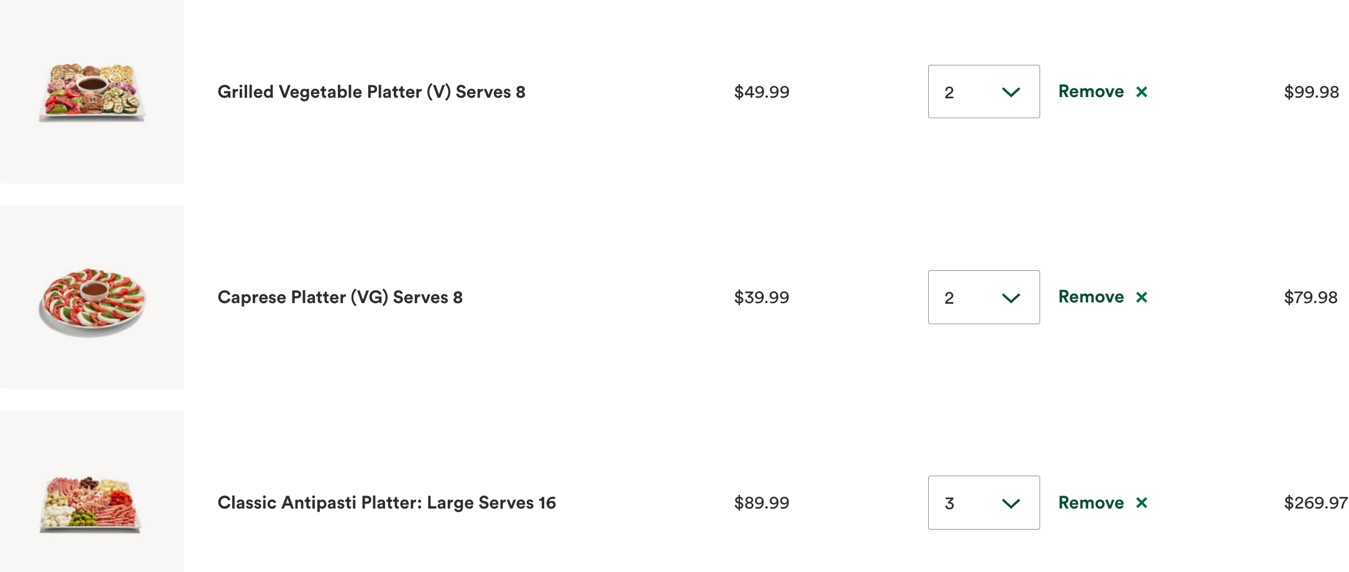 Grilled Vegetable Platter (V) Serves 8 $49.99 2 Remove × $99.98
Caprese Platter (VG) Serves 8 $39.99 2 Remove × $79.98
Classic Antipasti Platter: Large Serves 16 $89.99 3 Remove × $269.97